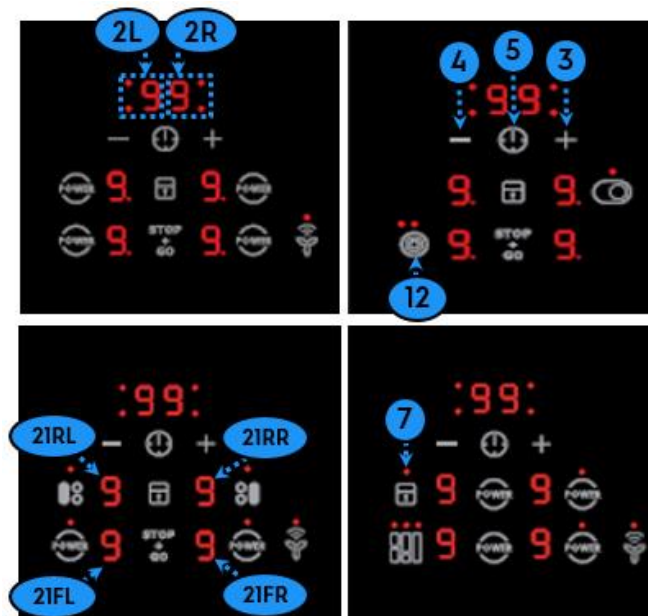 2L 2R
99
POWER 9. 9. POWER
POWER 9. STOP GO 9. POWER
4 5 3
99
9. 9.
9. STOP GO 9.
12
99
21RL 21RR
9 9
POWER 9 STOP GO 9 POWER
21FL 21FR
7
99
9 POWER 9 POWER
9 POWER 9 POWER